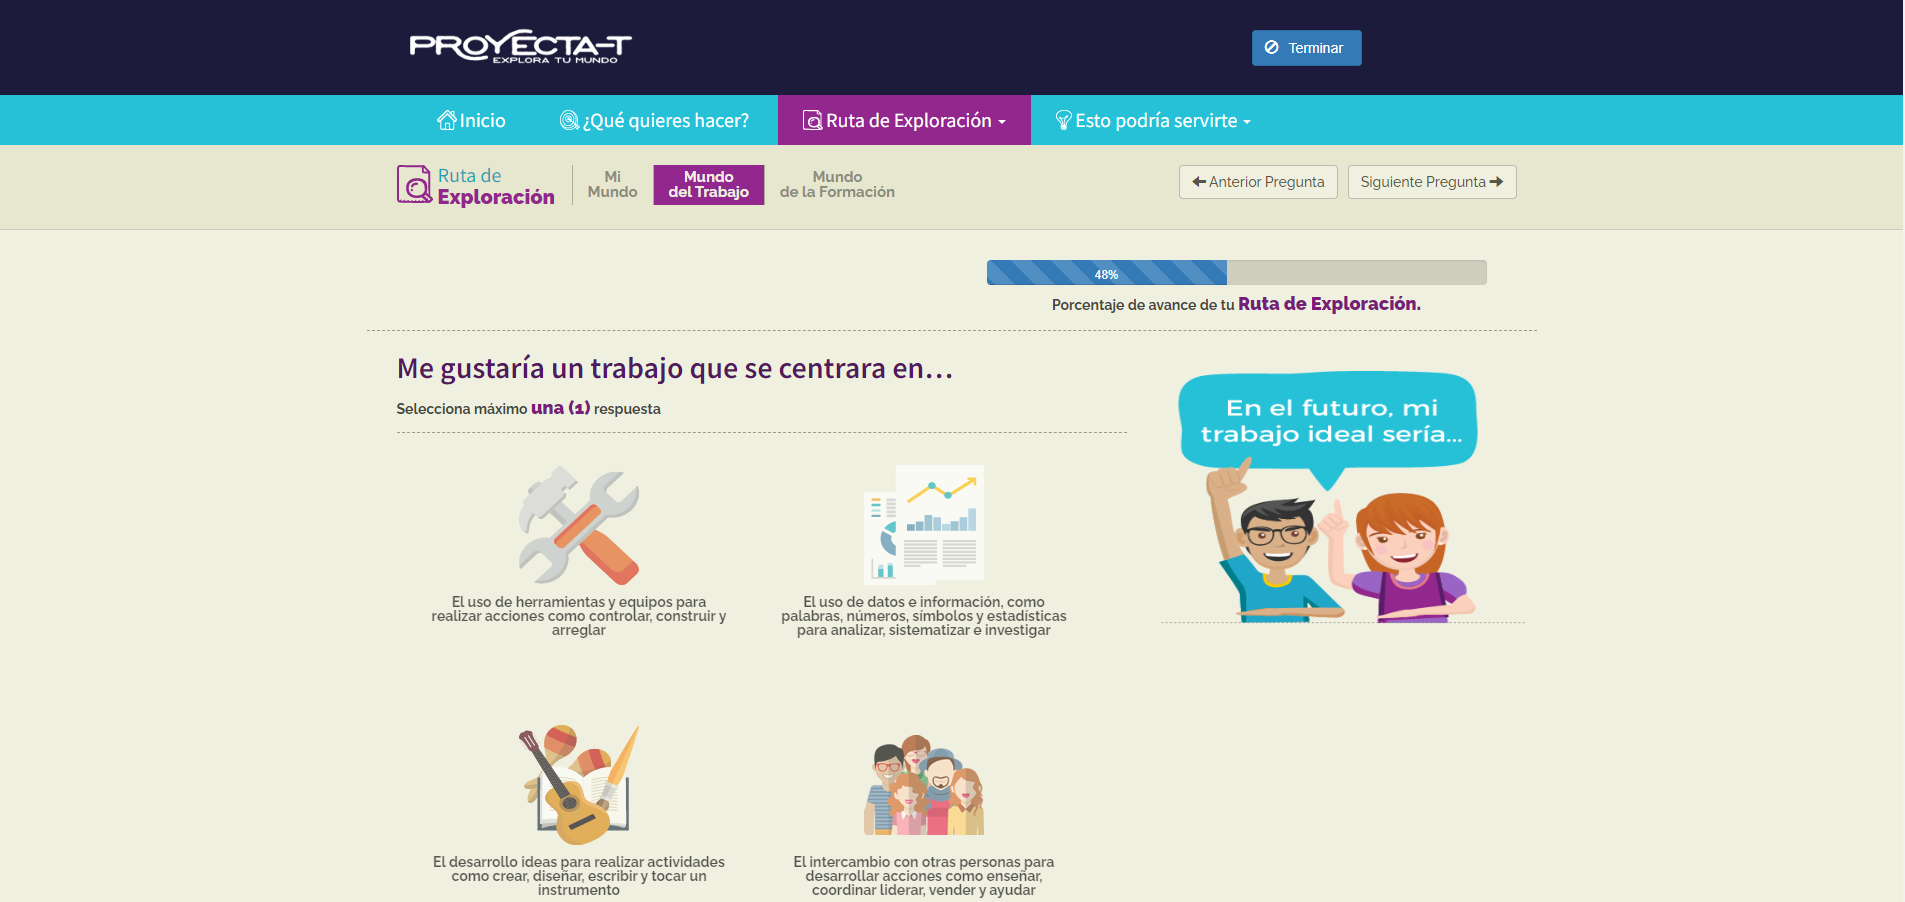 PROYECTA-T
EXPLORA TU MUNDO
Terminar
Inicio
¿Qué quieres hacer?
Ruta de Exploración
Esto podría servirte
Ruta de
Exploración
Mi
Mundo
Mundo
del Trabajo
Mundo
de la Formación
Anterior Pregunta
Siguiente Pregunta
48%
Porcentaje de avance de tu Ruta de Exploración.
Me gustaría un trabajo que se centrara en...
Selecciona máximo una (1) respuesta
En el futuro, mi
trabajo ideal sería...
El uso de herramientas y equipos para
realizar acciones como controlar, construir y
arreglar
El uso de datos e información, como
palabras, números, símbolos y estadísticas
para analizar, sistematizar e investigar
El desarrollo ideas para realizar actividades
como crear, diseñar, escribir y tocar un
instrumento
El intercambio con otras personas para
desarrollar acciones como enseñar,
coordinar liderar, vender y ayudar